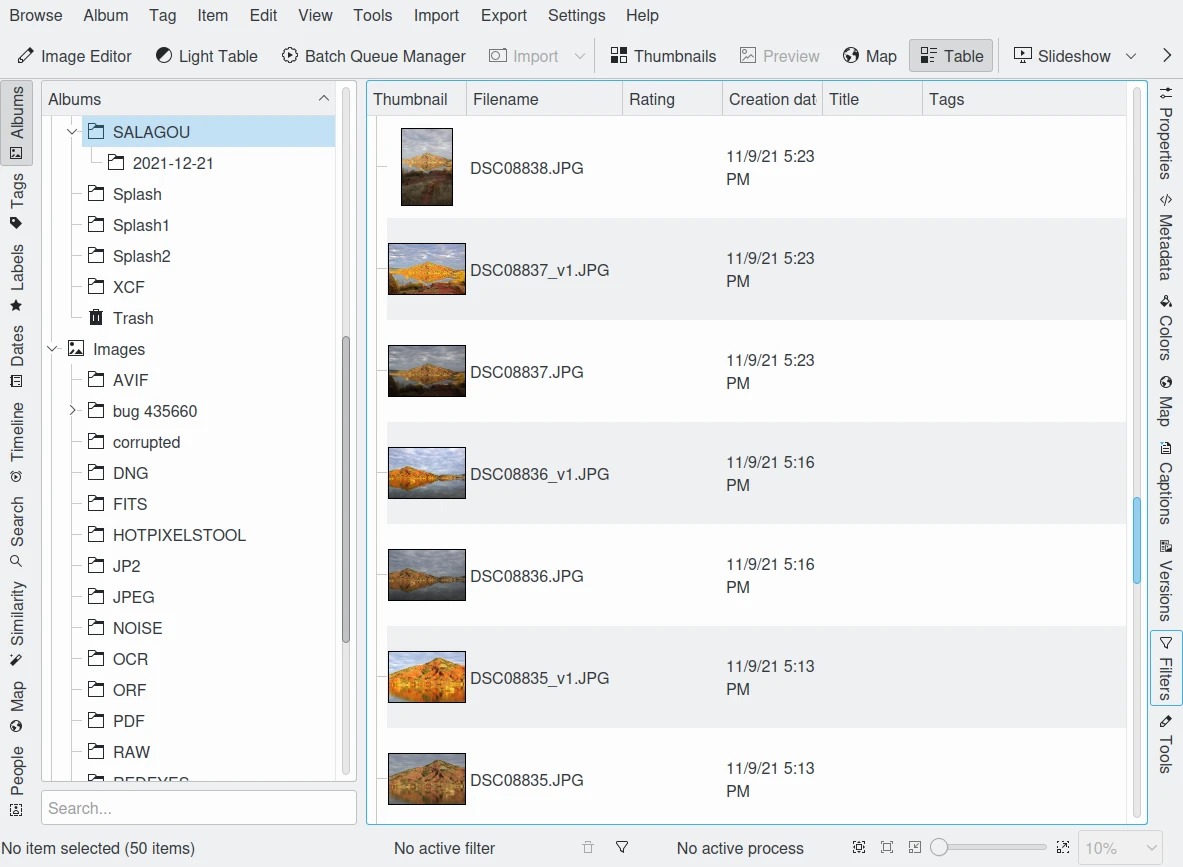 Browse Album Tag Item Edit View Tools Import Export Settings Help
Image Editor Light Table Batch Queue Manager Import Thumbnails Preview Map Table Slideshow
Albums
Tags
Labels
Dates
Timeline
Search
Similarity
Map
People
Albums
SALAGOU
2021-12-21
Splash
Splash1
Splash2
XCF
Trash
Images
AVIF
bug 435660
corrupted
DNG
FITS
HOTPIXELSTOOL
JP2
JPEG
NOISE
OCR
ORF
PDF
RAW
REDEYES
Search...
Thumbnail Filename Rating Creation dat Title Tags
DSC08838.JPG
11/9/21 5:23
PM
DSC08837_v1.JPG
11/9/21 5:23
PM
DSC08837.JPG
11/9/21 5:23
PM
DSC08836_v1.JPG
11/9/21 5:16
PM
DSC08836.JPG
11/9/21 5:16
PM
DSC08835_v1.JPG
11/9/21 5:13
PM
DSC08835.JPG
11/9/21 5:13
PM
Properties
Metadata
Colors
Map
Captions
Versions
Filters
Tools
No item selected (50 items) No active filter No active process 10%